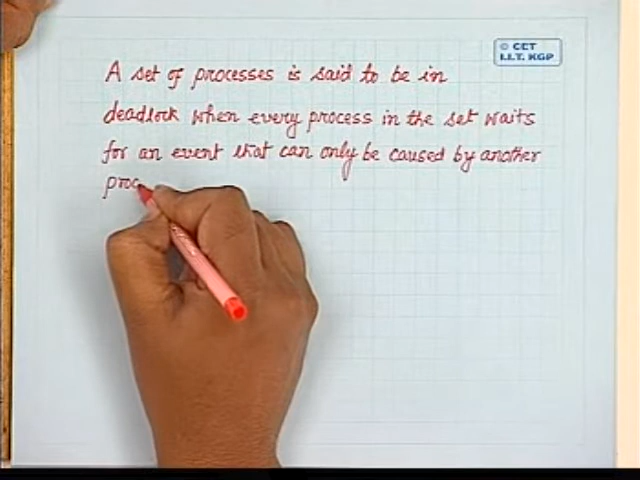 © CET
I.I.T. KGP
A set of processes is said to be in
deadlock when every process in the set waits
for an event that can only be caused by another
proc